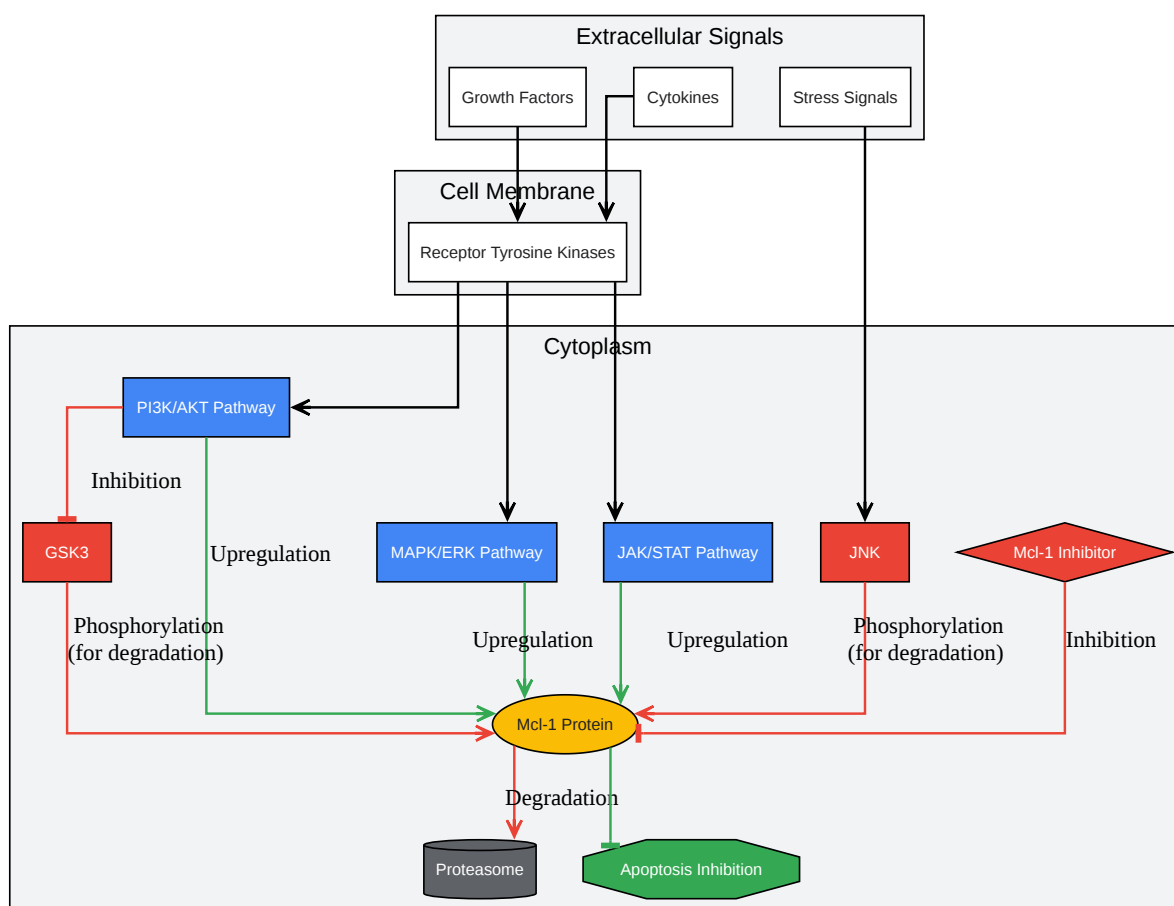 Extracellular Signals
Growth Factors
Cytokines
Stress Signals
Cell Membrane
Receptor Tyrosine Kinases
Cytoplasm
PI3K/AKT Pathway
Inhibition
GSK3
Upregulation
MAPK/ERK Pathway
JAK/STAT Pathway
JNK
Mcl-1 Inhibitor
Phosphorylation
(for degradation)
Upregulation
Upregulation
Phosphorylation
(for degradation)
Inhibition
Mcl-1 Protein
Degradation
Proteasome
Apoptosis Inhibition